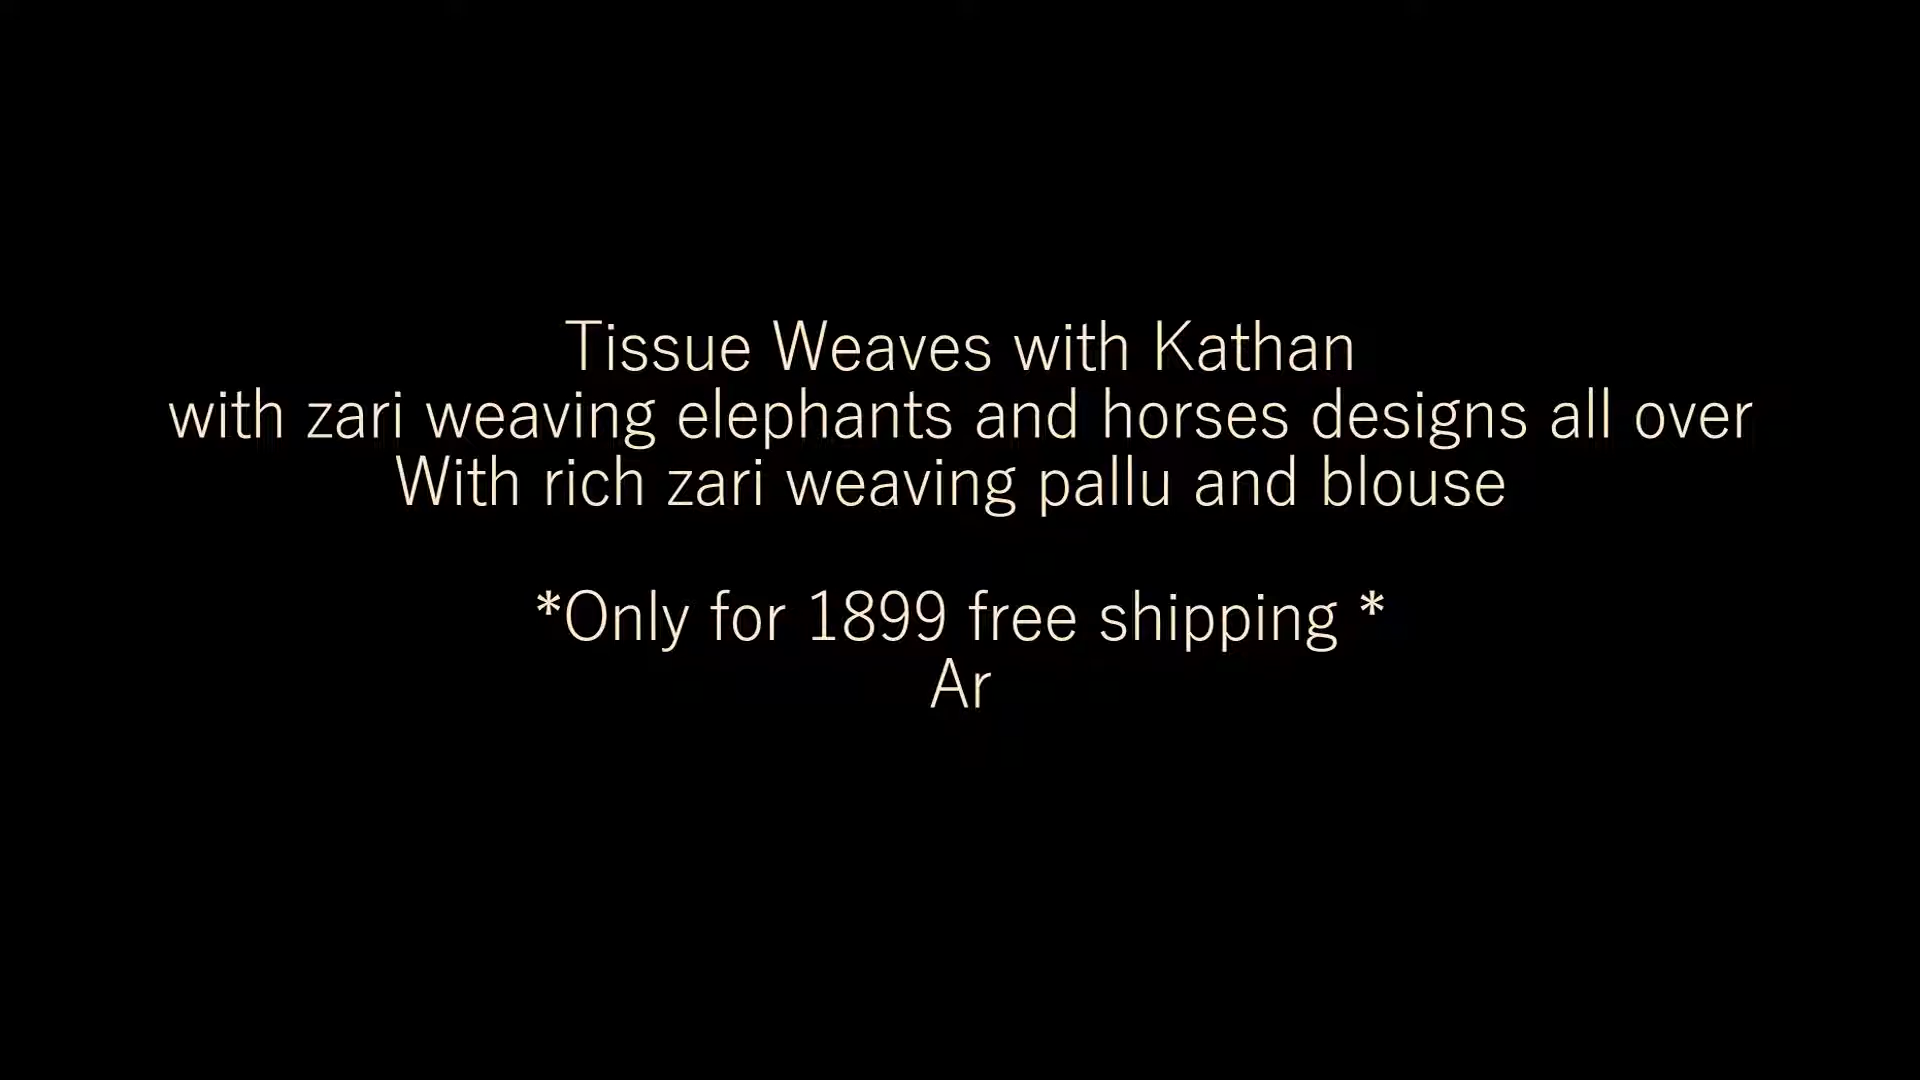 Tissue Weaves with Kathan
with zari weaving elephants and horses designs all over
With rich zari weaving pallu and blouse
*Only for 1899 free shipping *
Ar